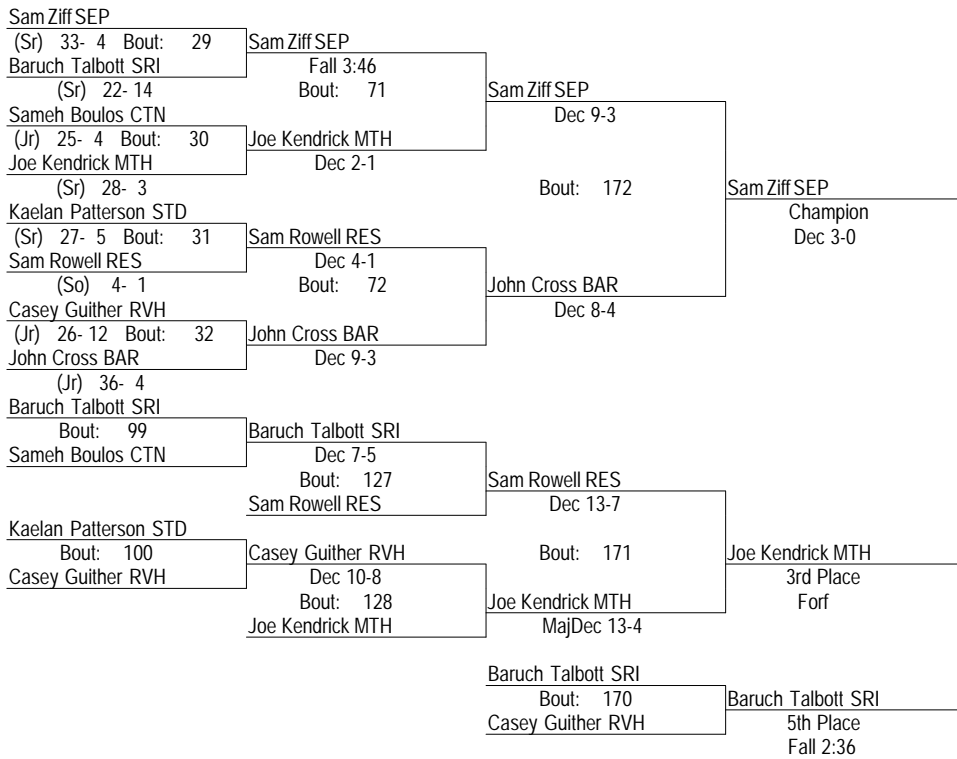 Sam Ziff SEP
(Sr) 33- 4 Bout: 29 Sam Ziff SEP
Baruch Talbott SRI Fall 3:46
(Sr) 22- 14 Bout: 71 Sam Ziff SEP
Sameh Boulos CTN Dec 9-3
(Jr) 25- 4 Bout: 30 Joe Kendrick MTH
Joe Kendrick MTH Dec 2-1
(Sr) 28- 3 Bout: 172 Sam Ziff SEP
Kaelan Patterson STD Champion
(Sr) 27- 5 Bout: 31 Sam Rowell RES Dec 3-0
Sam Rowell RES Dec 4-1
(So) 4- 1 Bout: 72 John Cross BAR
Casey Guither RVH Dec 8-4
(Jr) 26- 12 Bout: 32 John Cross BAR
John Cross BAR Dec 9-3
(Jr) 36- 4
Baruch Talbott SRI
Bout: 99 Baruch Talbott SRI
Sameh Boulos CTN Dec 7-5
Bout: 127 Sam Rowell RES
Sam Rowell RES Dec 13-7
Kaelan Patterson STD
Bout: 100 Casey Guither RVH Bout: 171 Joe Kendrick MTH
Casey Guither RVH Dec 10-8 3rd Place
Bout: 128 Joe Kendrick MTH Forf
Joe Kendrick MTH MajDec 13-4
Baruch Talbott SRI
Bout: 170 Baruch Talbott SRI
Casey Guither RVH 5th Place
Fall 2:36